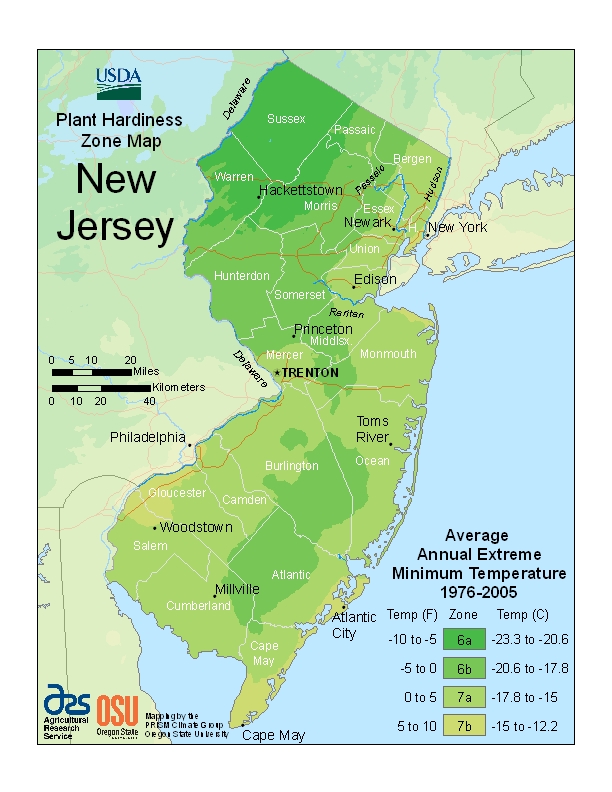 USDA
Plant Hardiness
Zone Map
New
Jersey
Delaware
Sussex
Passaic
Bergen
Warren
Hackettstown
Passaic
Hudson
Morris
Essex
Newark
H.
New York
Union
Hunterdon
Edison
Somerset
Raritan
Princeton
Middlsx.
Mercer
Monmouth
Delaware
TRENTON
0 5 10 20
Miles
Kilometers
0 10 20 40
Toms
River
Philadelphia
Ocean
Burlington
Gloucester
Camden
Woodstown
Salem
Atlantic
Millville
Cumberland
Atlantic
City
Cape
May
Cape May
Average
Annual Extreme
Minimum Temperature
1976-2005
Temp (F) Zone Temp (C)
-10 to -5 6a -23.3 to -20.6
-5 to 0 6b -20.6 to -17.8
0 to 5 7a -17.8 to -15
5 to 10 7b -15 to -12.2
ars
Agricultural
Research
Service
OSU
Oregon State
Mapping by the
PRISM Climate Group
Oregon State University